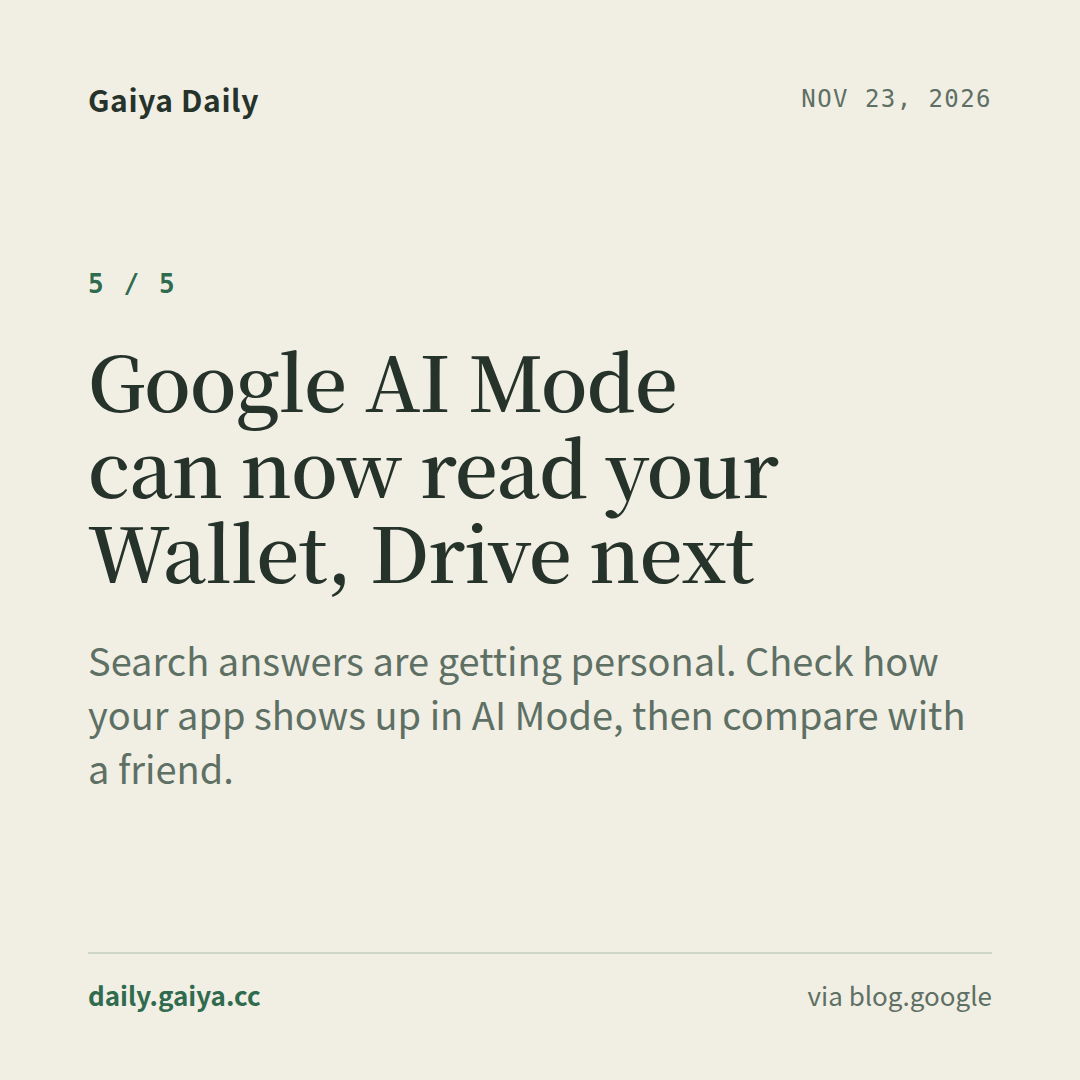 Gaiya Daily
NOV 23, 2026
5 / 5
Google AI Mode
can now read your
Wallet, Drive next
Search answers are getting personal. Check how
your app shows up in AI Mode, then compare with
a friend.
daily.gaiya.cc
via blog.google